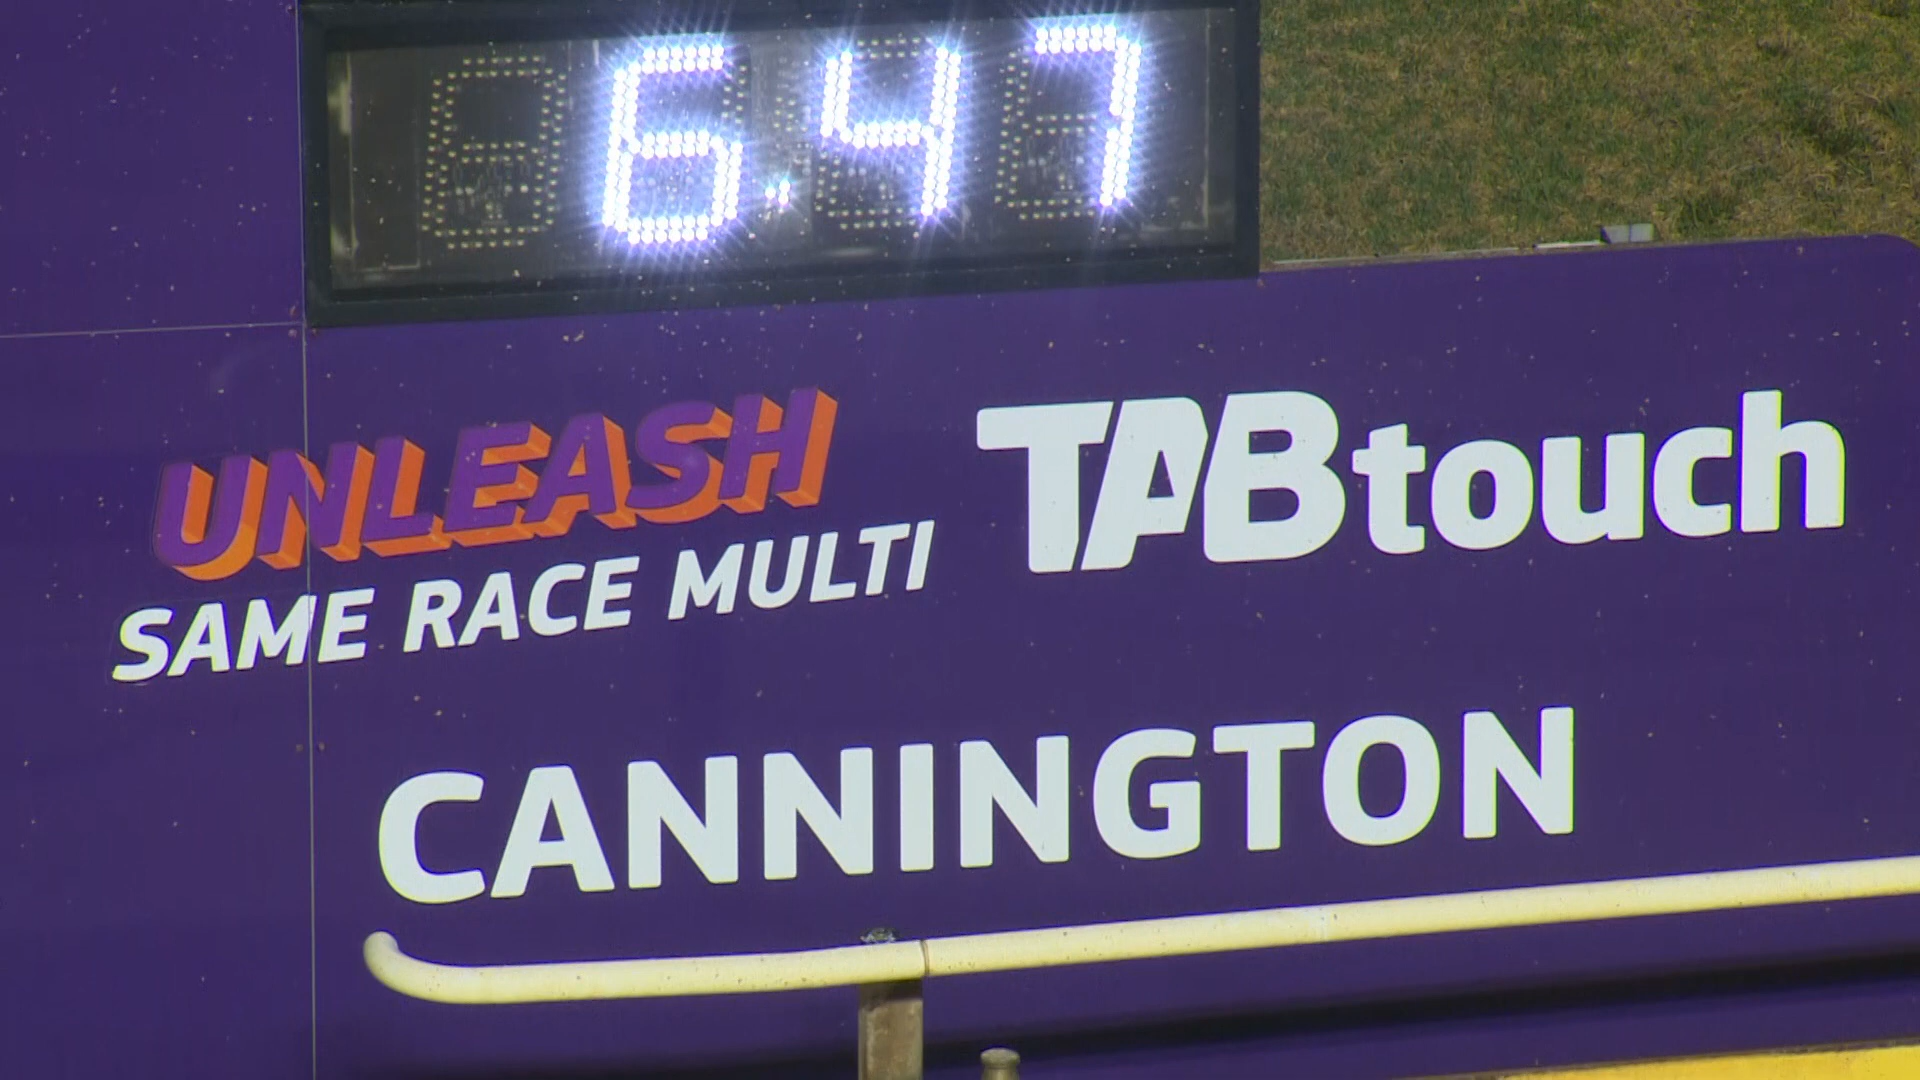 6.47
UNLEASH
SAME RACE MULTI
TABtouch
CANNINGTON